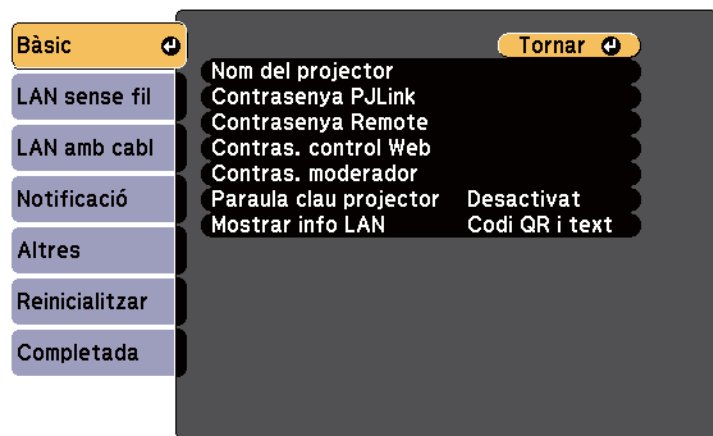 Bàsic
LAN sense fil
LAN amb cabl
Notificació
Altres
Reinicialitzar
Completada
Tornar
Nom del projector
Contrasenya PJLink
Contrasenya Remote
Contras. control Web
Contras. moderador
Paraula clau projector Desactivat
Mostrar info LAN Codi QR i text